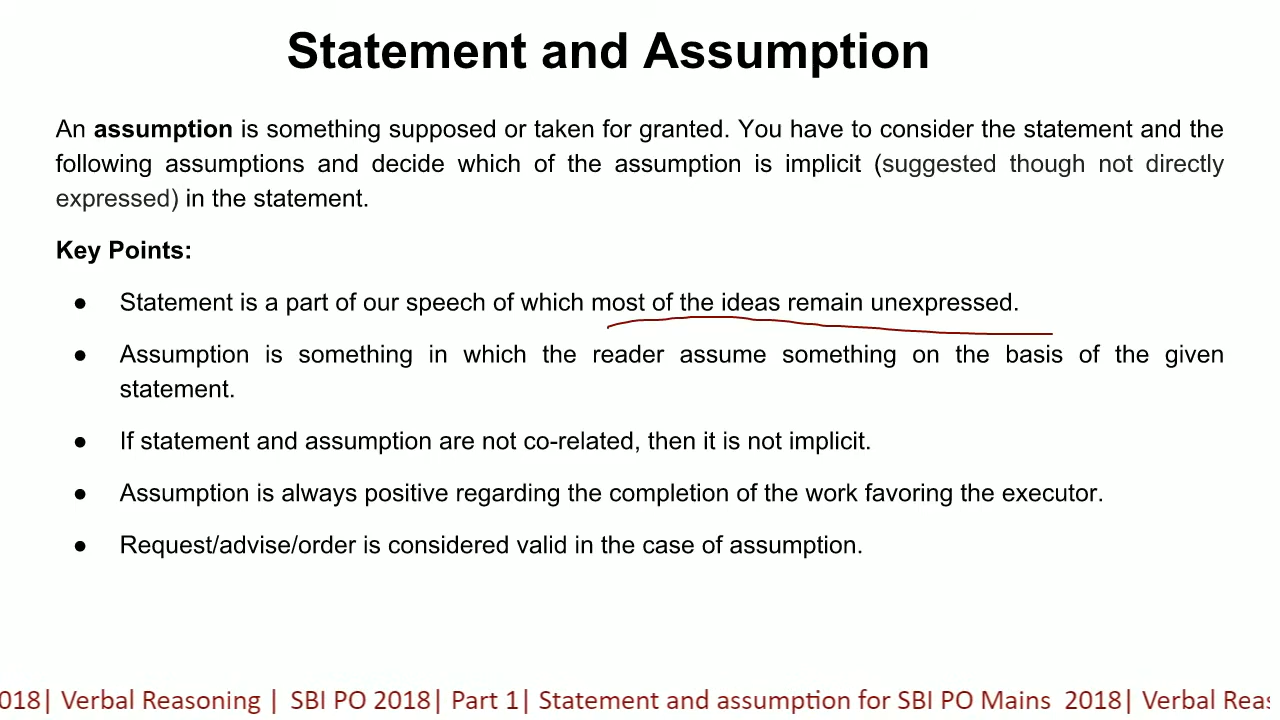 Statement and Assumption
An assumption is something supposed or taken for granted. You have to consider the statement and the
following assumptions and decide which of the assumption is implicit (suggested though not directly
expressed) in the statement.
Key Points:
● Statement is a part of our speech of which most of the ideas remain unexpressed.
● Assumption is something in which the reader assume something on the basis of the given
statement.
● If statement and assumption are not co-related, then it is not implicit.
● Assumption is always positive regarding the completion of the work favoring the executor.
● Request/advise/order is considered valid in the case of assumption.
018| Verbal Reasoning | SBI PO 2018| Part 1| Statement and assumption for SBI PO Mains 2018| Verbal Reas